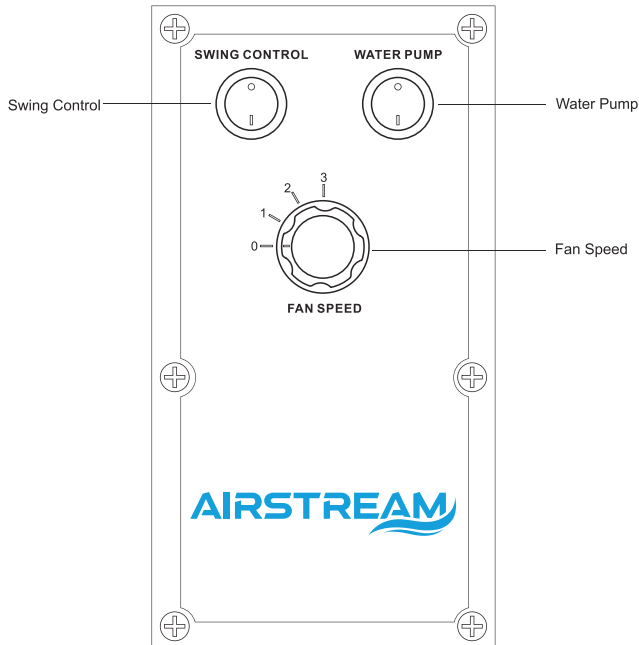 SWING CONTROL
WATER PUMP
Swing Control
Water Pump
3
2
1
0
Fan Speed
FAN SPEED
AIRSTREAM